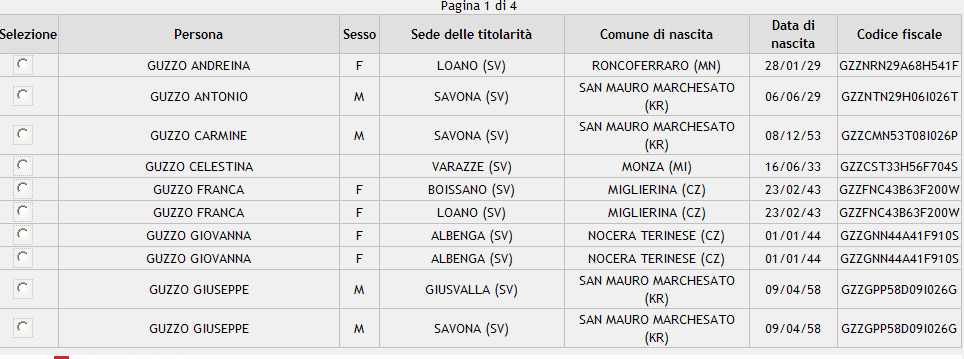 Pagina 1 di 4
Selezione Persona Sesso Sede delle titolarità Comune di nascita Data di nascita Codice fiscale
GUZZO ANDREINA F LOANO (SV) RONCOFERRARO (MN) 28/01/29 GZZNRN29A68H541F
GUZZO ANTONIO M SAVONA (SV) SAN MAURO MARCHESATO (KR) 06/06/29 GZZNTN29H06I026T
GUZZO CARMINE M SAVONA (SV) SAN MAURO MARCHESATO (KR) 08/12/53 GZZCMN53T08I026P
GUZZO CELESTINA VARAZZE (SV) MONZA (MI) 16/06/33 GZZCST33H56F704S
GUZZO FRANCA F BOISSANO (SV) MIGLIERINA (CZ) 23/02/43 GZZFNC43B63F200W
GUZZO FRANCA F LOANO (SV) MIGLIERINA (CZ) 23/02/43 GZZFNC43B63F200W
GUZZO GIOVANNA F ALBENGA (SV) NOCERA TERINESE (CZ) 01/01/44 GZZGNN44A41F910S
GUZZO GIOVANNA F ALBENGA (SV) NOCERA TERINESE (CZ) 01/01/44 GZZGNN44A41F910S
GUZZO GIUSEPPE M GIUSVALLA (SV) SAN MAURO MARCHESATO (KR) 09/04/58 GZZGPP58D09I026G
GUZZO GIUSEPPE M SAVONA (SV) SAN MAURO MARCHESATO (KR) 09/04/58 GZZGPP58D09I026G